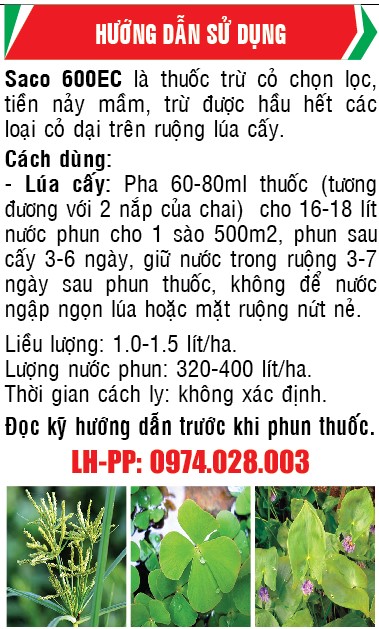 HƯỚNG DẪN SỬ DỤNG
Saco 600EC là thuốc trừ cỏ chọn lọc,
tiền nảy mầm, trừ được hầu hết các
loại cỏ dại trên ruộng lúa cấy.
Cách dùng:
- Lúa cấy: Pha 60-80ml thuốc (tương
đương với 2 nắp của chai) cho 16-18 lít
nước phun cho 1 sào 500m2, phun sau
cấy 3-6 ngày, giữ nước trong ruộng 3-7
ngày sau phun thuốc, không để nước
ngập ngọn lúa hoặc mặt ruộng nứt nẻ.
Liều lượng: 1.0-1.5 lít/ha.
Lượng nước phun: 320-400 lít/ha.
Thời gian cách ly: không xác định.
Đọc kỹ hướng dẫn trước khi phun thuốc.
LH-PP: 0974.028.003